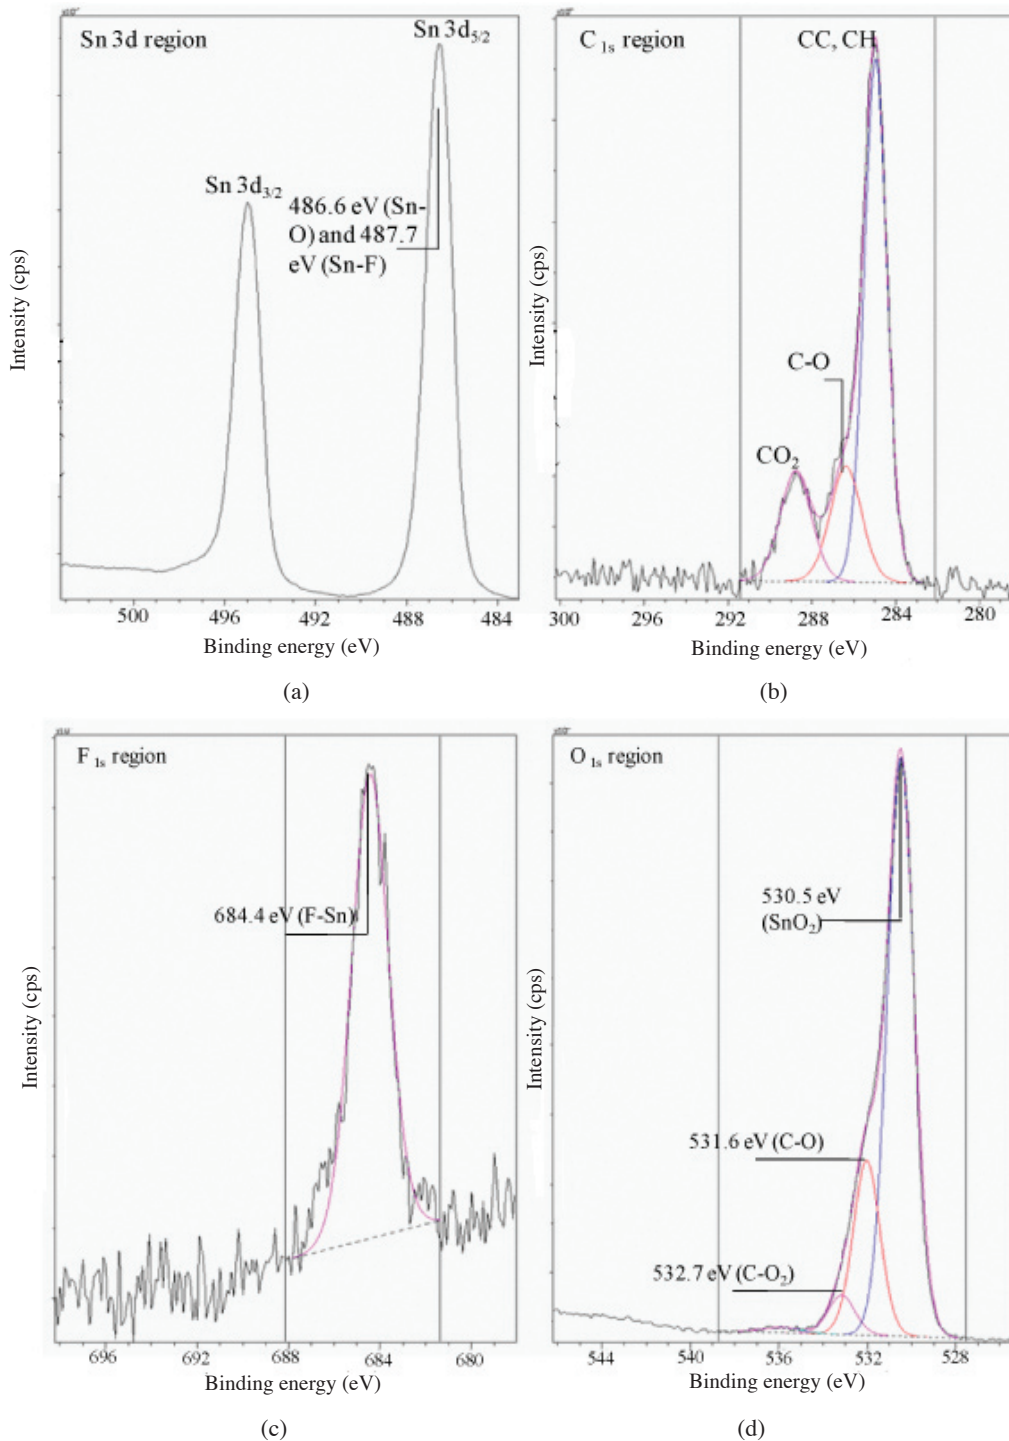 Sn 3d region
Sn 3d5/2
Sn 3d3/2
486.6 eV (Sn-
O) and 487.7
eV (Sn-F)
Intensity (cps)
500 496 492 488 484
Binding energy (eV)
(a)
C 1s region
CC, CH
C-O
CO2
Intensity (cps)
300 296 292 288 284 280
Binding energy (eV)
(b)
F 1s region
684.4 eV (F-Sn)
Intensity (cps)
696 692 688 684 680
Binding energy (eV)
(c)
O 1s region
530.5 eV
(SnO2)
531.6 eV (C-O)
532.7 eV (C-O2)
Intensity (cps)
544 540 536 532 528
Binding energy (eV)
(d)